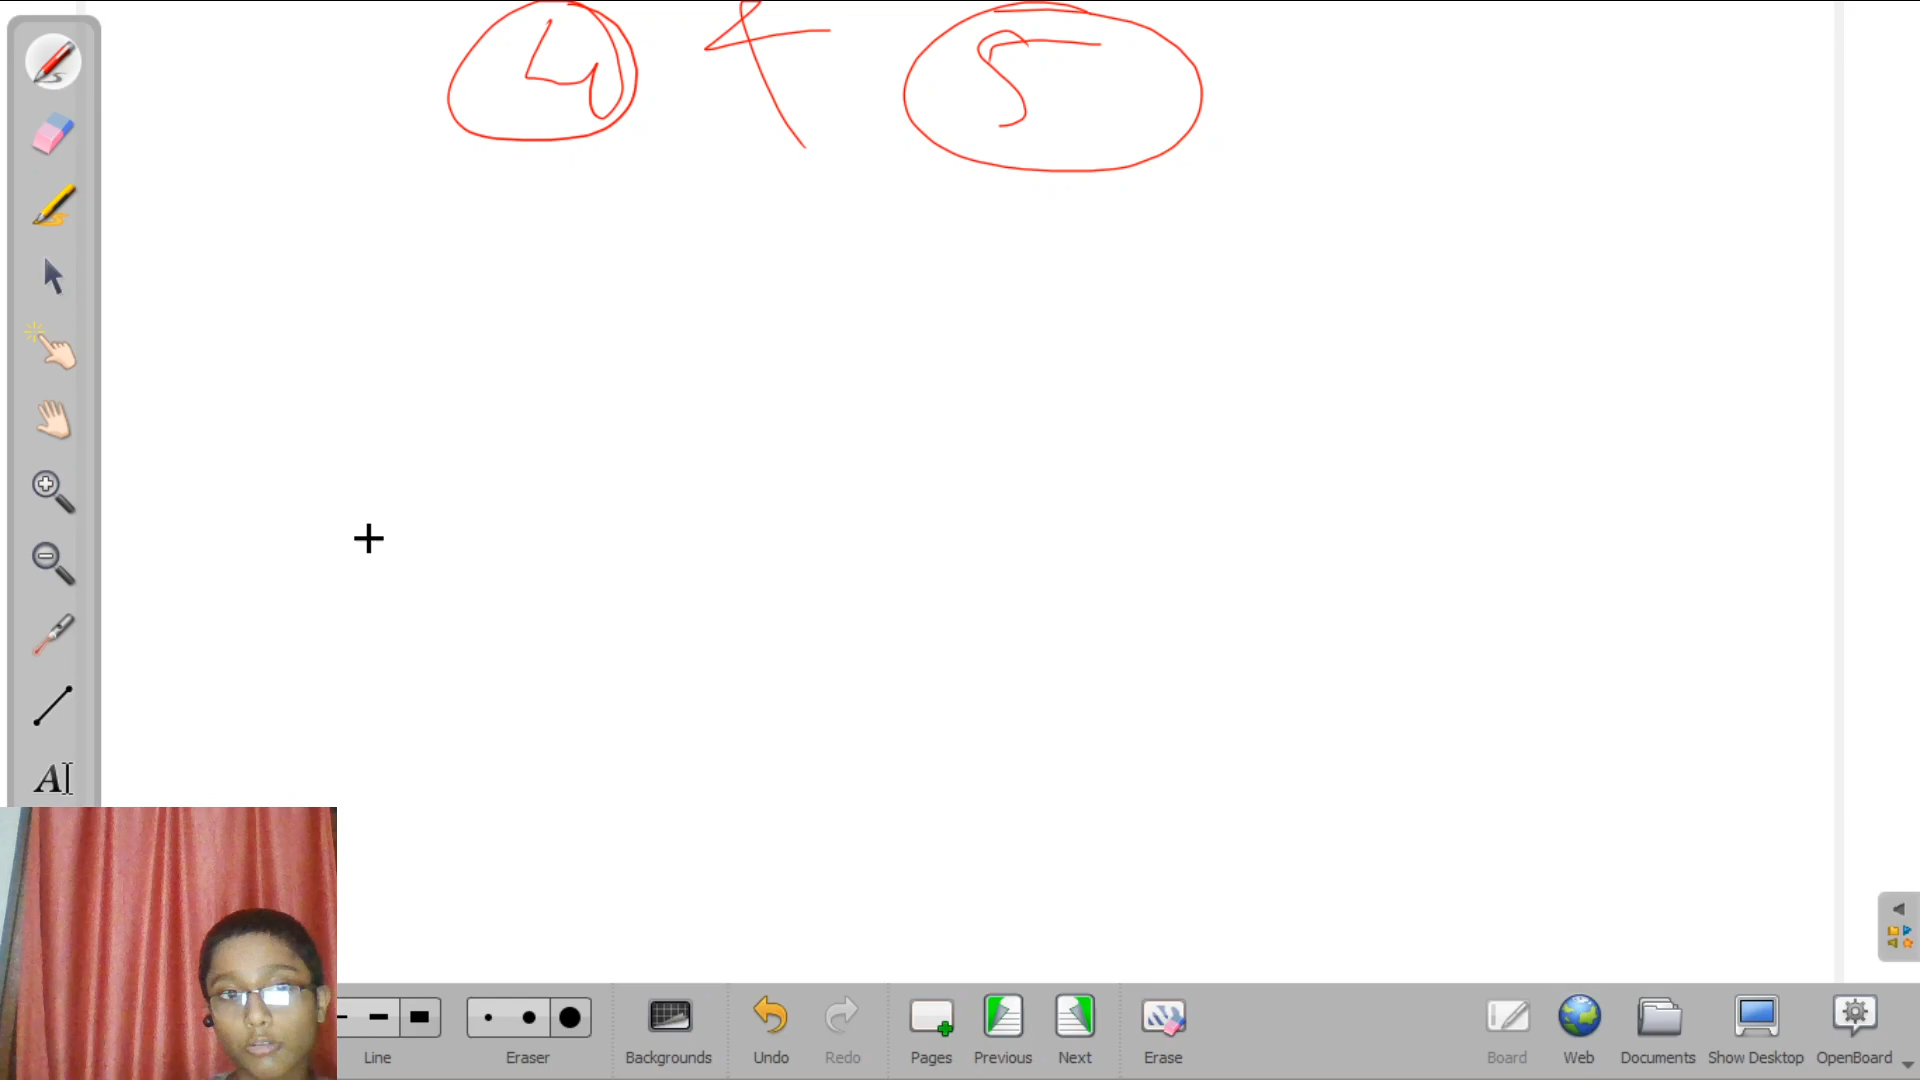 4 < 5
Line
Eraser
Backgrounds
Undo
Redo
Pages
Previous
Next
Erase
Board
Web
Documents
Show Desktop
OpenBoard